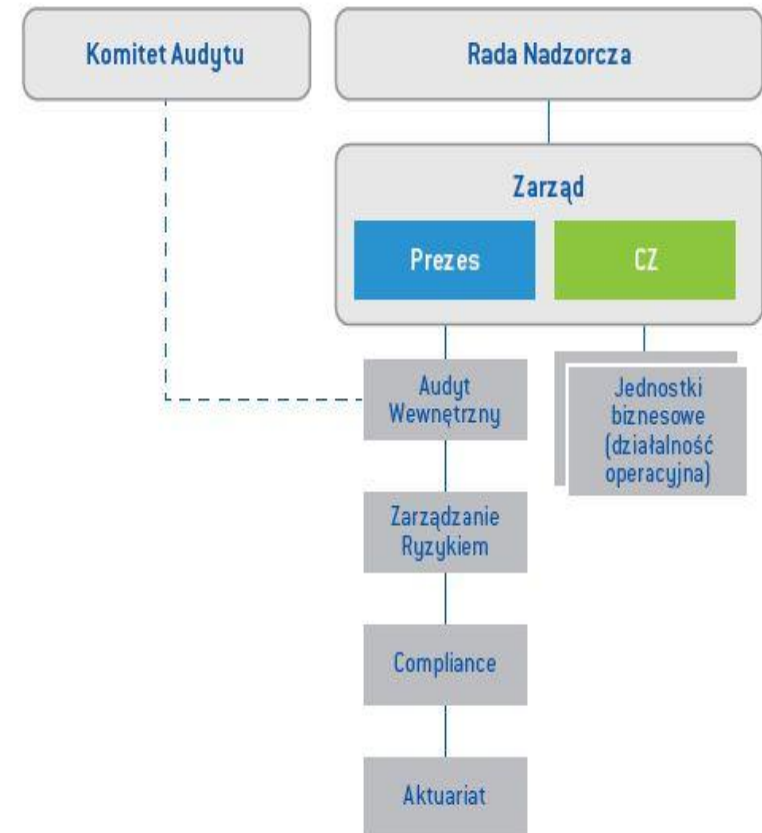 Komitet Audytu
Rada Nadzorcza
Zarząd
Prezes
CZ
Audyt
Wewnętrzny
Jednostki
biznesowe
(działalność
operacyjna)
Zarządzanie
Ryzykiem
Compliance
Aktuariat